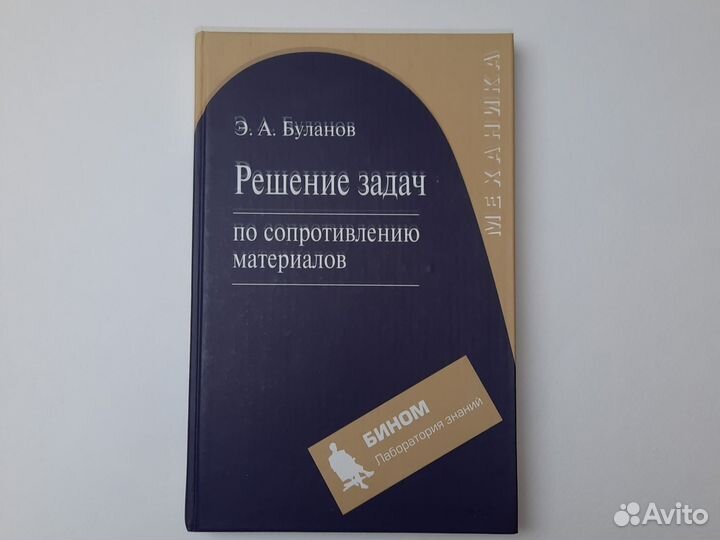 Э. А. Буланов
Решение задач
по сопротивлению
материалов
МЕХАНИКА
БИНОМ
Лаборатория знаний
Avito